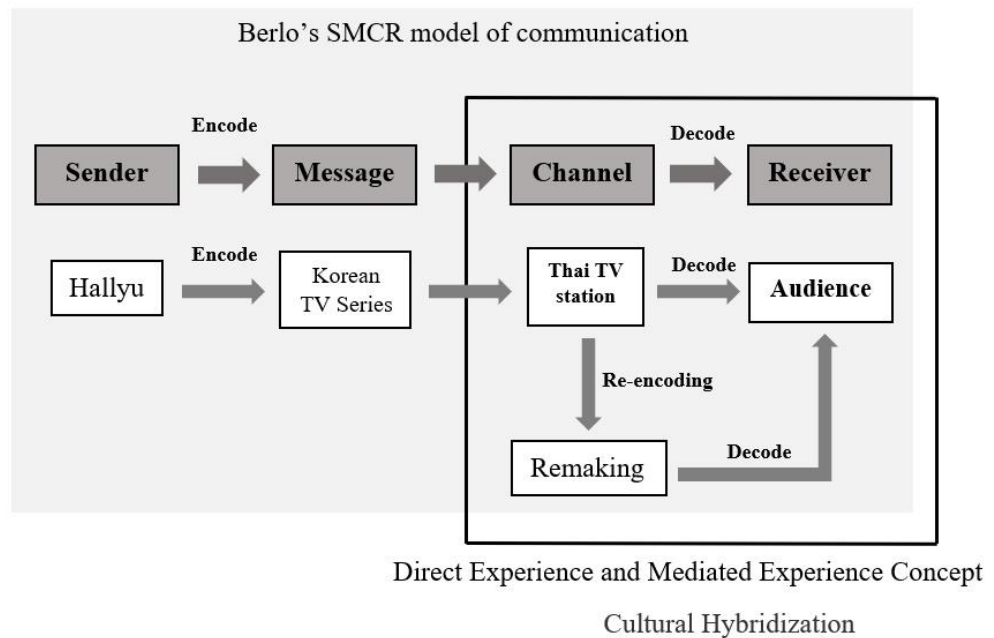 Berlo’s SMCR model of communication
Encode
Decode
Sender
Message
Channel
Receiver
Encode
Decode
Hallyu
Korean
TV Series
Thai TV
station
Audience
Re-encoding
Remaking
Decode
Direct Experience and Mediated Experience Concept
Cultural Hybridization